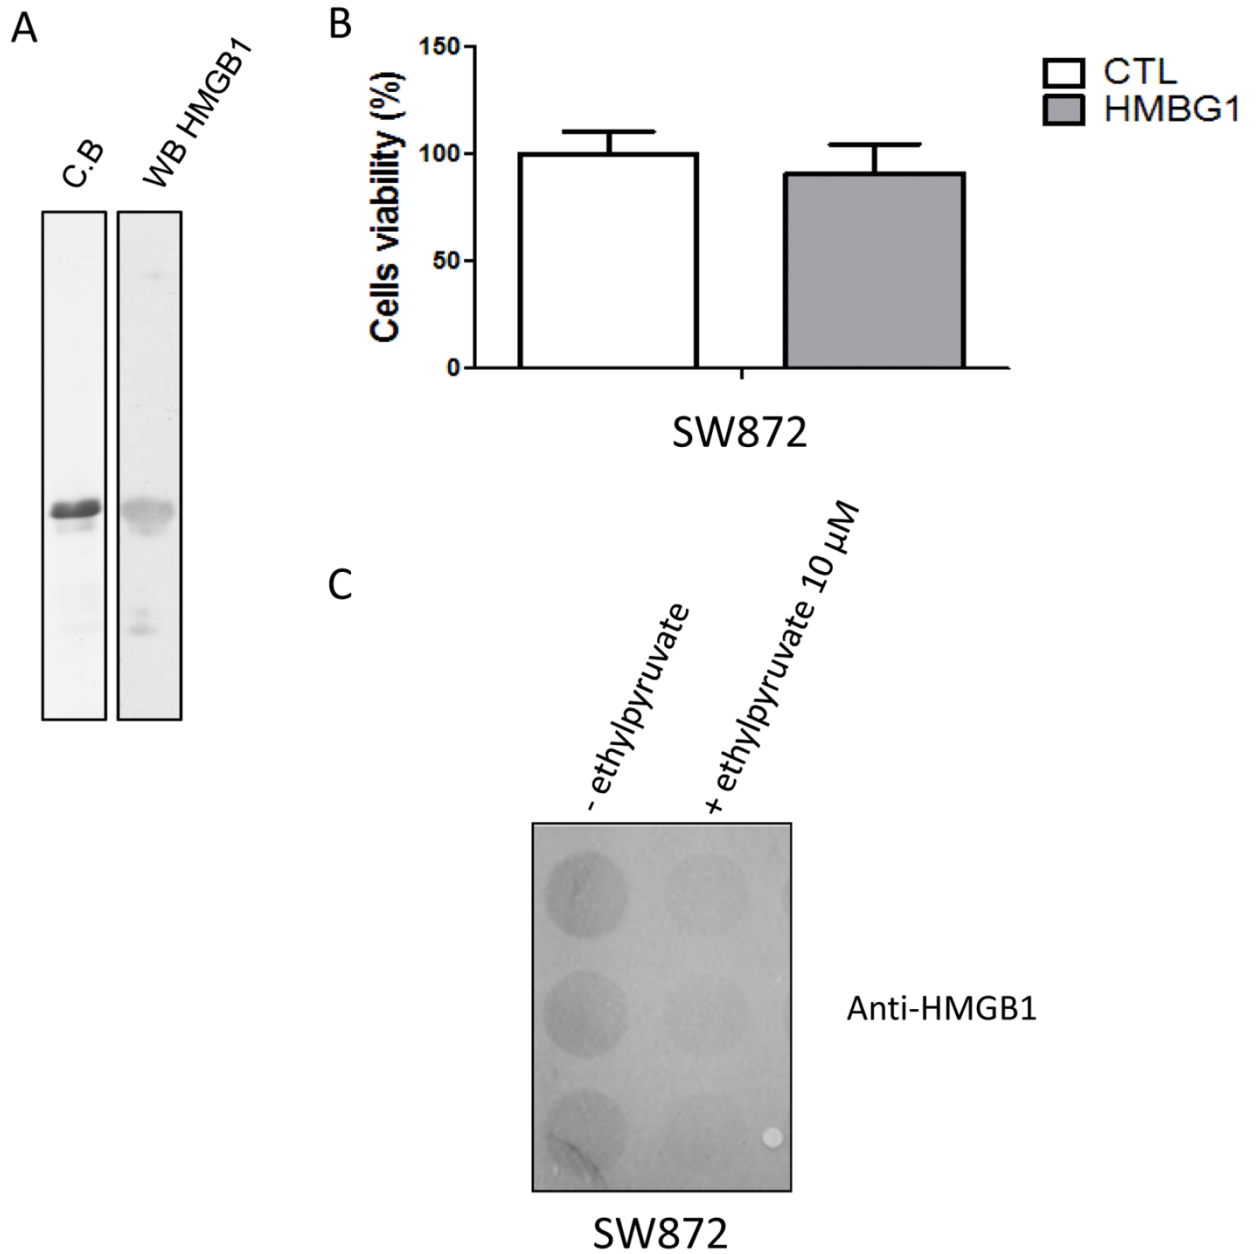 A
C.B
WB HMGB1
B
150
100
50
0
Cells viability (%)
CTL
HMBG1
SW872
C
- ethylpyruvate
+ ethylpyruvate 10 µM
Anti-HMGB1
SW872